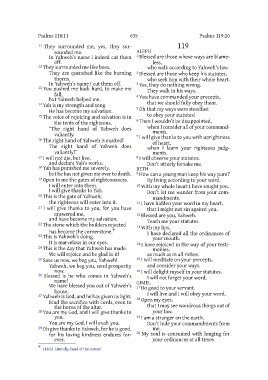 Psalms 118:11
635
Psalms 119:20
11 They surrounded me, yes, they sur-
rounded me.
In Yahweh's name I indeed cut them
off.
12 They surrounded me like bees.
They are quenched like the burning
thorns.
In Yahweh's name I cut them off.
13 You pushed me back hard, to make me
fall,
but Yahweh helped me.
14 Yah is my strength and song.
He has become my salvation.
15 The voice of rejoicing and salvation is in
the tents of the righteous.
"The right hand of Yahweh does
valiantly.
16 The right hand of Yahweh is exalted!
The right hand of Yahweh does
valiantly!"
17 I will not die, but live,
and declare Yah's works.
18 Yah has punished me severely,
but he has not given me over to death.
19 Open to me the gates of righteousness.
I will enter into them.
I will give thanks to Yah.
20 This is the gate of Yahweh;
the righteous will enter into it.
21 I will give thanks to you, for you have
answered me,
and have become my salvation.
22 The stone which the builders rejected
has become the cornerstone.*
23 This is Yahweh's doing.
It is marvelous in our eyes.
24 This is the day that Yahweh has made.
We will rejoice and be glad in it!
25 Save us now, we beg you, Yahweh!
Yahweh, we beg you, send prosperity
now.
26 Blessed is he who comes in Yahweh's
name!
We have blessed you out of Yahweh's
house.
27 Yahweh is God, and he has given us light.
Bind the sacrifice with cords, even to
the horns of the altar.
28 You are my God, and I will give thanks to
you.
You are my God, I will exalt you.
29 Oh give thanks to Yahweh, for he is good,
for his loving kindness endures for-
ever.
119
ALEPH
1 Blessed are those whose ways are blame-
less,
who walk according to Yahweh's law.
2 Blessed are those who keep his statutes,
who seek him with their whole heart.
3 Yes, they do nothing wrong.
They walk in his ways.
4 You have commanded your precepts,
that we should fully obey them.
5 Oh that my ways were steadfast
to obey your statutes!
6 Then I wouldn't be disappointed,
when I consider all of your command-
ments.
7 I will give thanks to you with uprightness
of heart,
when I learn your righteous judg-
ments.
8 I will observe your statutes.
Don't utterly forsake me.
BETH
9 How can a young man keep his way pure?
By living according to your word.
10 With my whole heart I have sought you.
Don't let me wander from your com-
mandments.
11 I have hidden your word in my heart,
that I might not sin against you.
12 Blessed are you, Yahweh.
Teach me your statutes.
13 With my lips,
I have declared all the ordinances of
your mouth.
14 I have rejoiced in the way of your testi-
monies,
as much as in all riches.
15 I will meditate on your precepts,
and consider your ways.
16 I will delight myself in your statutes.
I will not forget your word.
GIMEL
17 Do good to your servant.
I will live and I will obey your word.
18 Open my eyes,
that I may see wondrous things out of
your law.
19 I am a stranger on the earth.
Don't hide your commandments from
me.
20 My soul is consumed with longing for
your ordinances at all times.
* 118:22 Literally, head of the corner